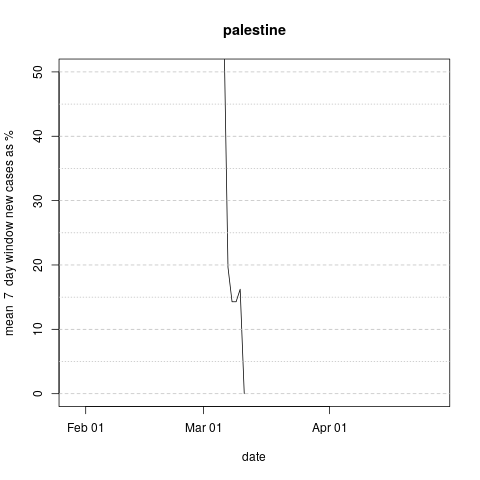 palestine
mean 7 day window new cases as %
50
40
30
20
10
0
Feb 01
Mar 01
Apr 01
date